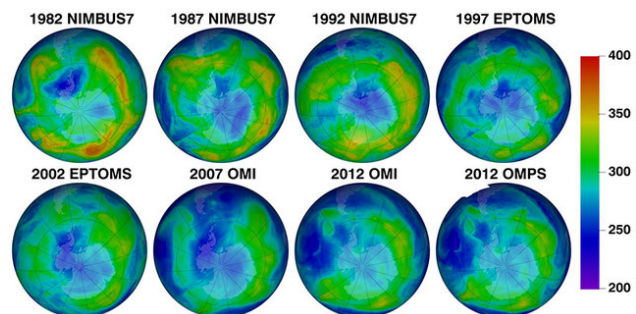 1982 NIMBUS7 1987 NIMBUS7 1992 NIMBUS7 1997 EPTOMS
400
350
300
250
200
2002 EPTOMS 2007 OMI 2012 OMI 2012 OMPS